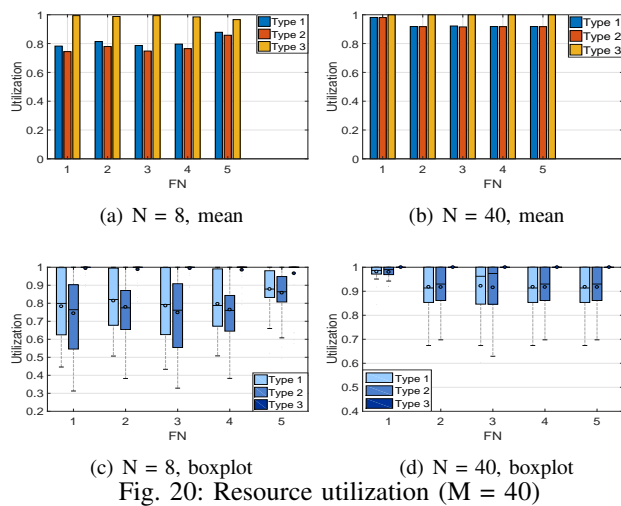 1
0.8
0.6
0.4
0.2
0
Utilization
1 2 3 4 5
FN
Type 1
Type 2
Type 3
(a) N = 8, mean
1
0.8
0.6
0.4
0.2
0
Utilization
1 2 3 4 5
FN
Type 1
Type 2
Type 3
(b) N = 40, mean
1
0.9
0.8
0.7
0.6
0.5
0.4
0.3
0.2
Utilization
1 2 3 4 5
FN
Type 1
Type 2
Type 3
(c) N = 8, boxplot
1
0.9
0.8
0.7
0.6
0.5
0.4
Utilization
1 2 3 4 5
FN
Type 1
Type 2
Type 3
(d) N = 40, boxplot
Fig. 20: Resource utilization (M = 40)